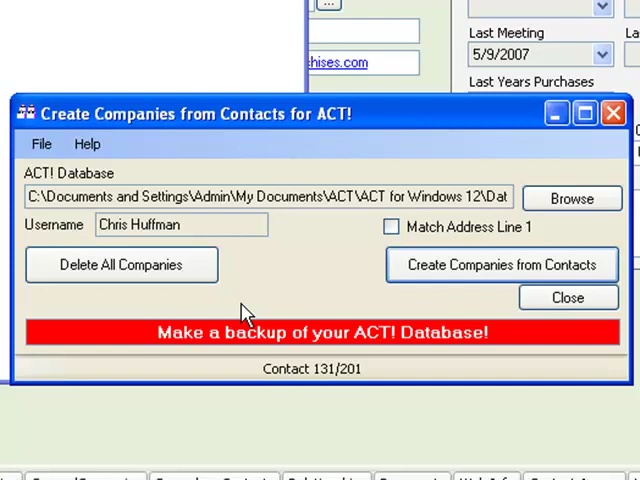 ...
Last Meeting
La
hises.com
5/9/2007
Last Years Purchases
Create Companies from Contacts for ACT!
File Help
ACT! Database
C:\Documents and Settings\Admin\My Documents\ACT\ACT for Windows 12\Dat
Browse
Username Chris Huffman
Match Address Line 1
Delete All Companies
Create Companies from Contacts
Close
Make a backup of your ACT! Database!
Contact 131/201